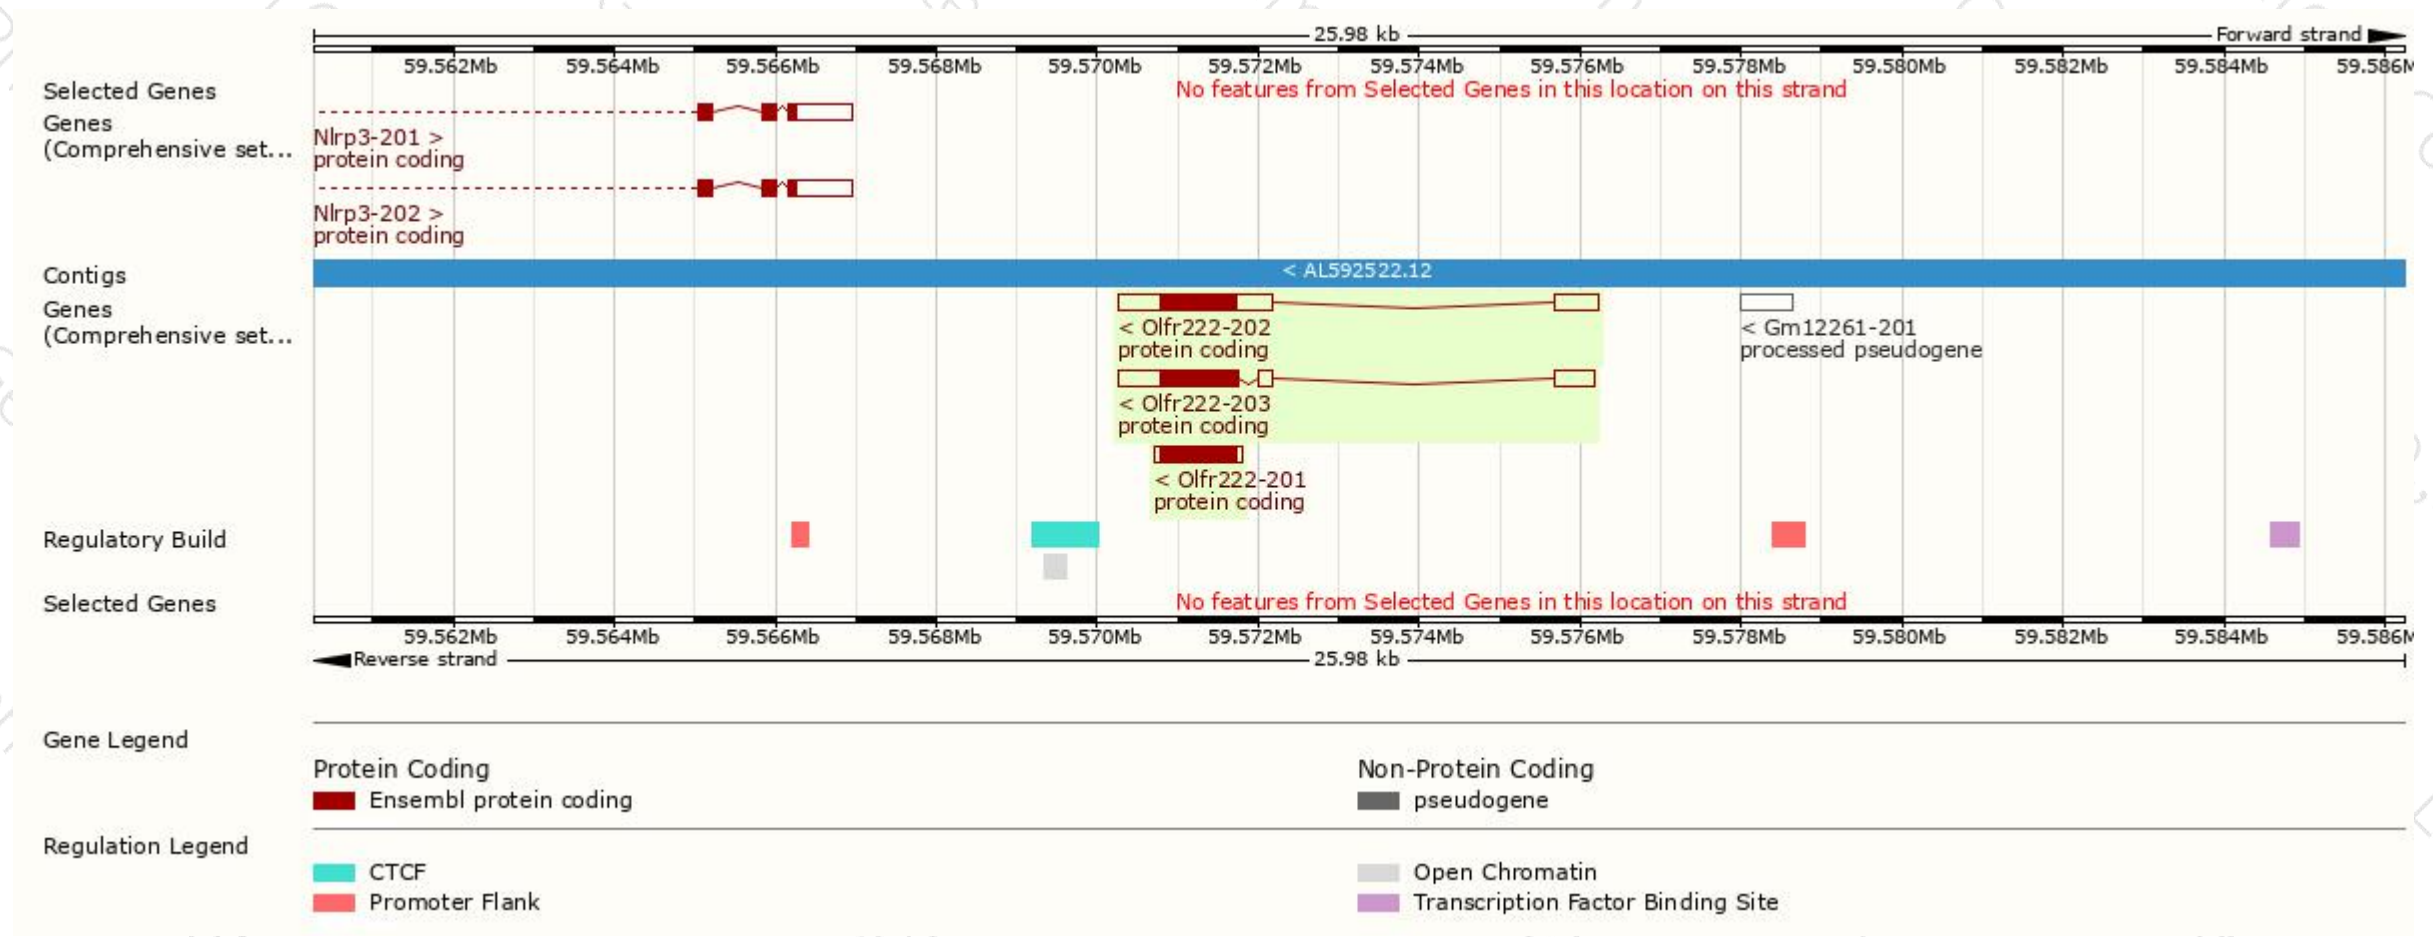 25.98 kb Forward strand
59.562Mb 59.564Mb 59.566Mb 59.568Mb 59.570Mb 59.572Mb 59.574Mb 59.576Mb 59.578Mb 59.580Mb 59.582Mb 59.584Mb 59.586M
Selected Genes No features from Selected Genes in this location on this strand
Genes
(Comprehensive set...
Nlrp3-201 >
protein coding
Nlrp3-202 >
protein coding
Contigs < AL592522.12
Genes
(Comprehensive set...
< Olfr222-202 < Gm12261-201
protein coding processed pseudogene
< Olfr222-203
protein coding
< Olfr222-201
protein coding
Regulatory Build
Selected Genes No features from Selected Genes in this location on this strand
59.562Mb 59.564Mb 59.566Mb 59.568Mb 59.570Mb 59.572Mb 59.574Mb 59.576Mb 59.578Mb 59.580Mb 59.582Mb 59.584Mb 59.586M
Reverse strand 25.98 kb
Gene Legend
Protein Coding Non-Protein Coding
Ensembl protein coding pseudogene
Regulation Legend
CTCF Open Chromatin
Promoter Flank Transcription Factor Binding Site